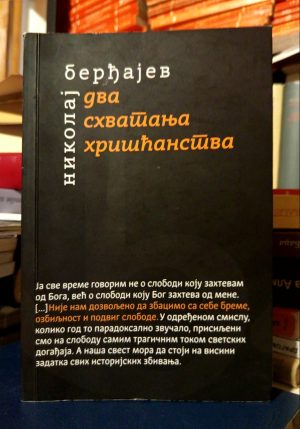 николај
берђајев
два
схватања
хришћанства
Ја све време говорим не о слободи коју захтевам
од Бога, већ о слободи коју Бог захтева од мене.
[...] Није нам дозвољено да збацимо са себе бреме,
озбиљност и подвиг слободе. У одређеном смислу,
колико год то парадоксално звучало, присиљени
смо на слободу самим трагичним током светских
догађаја. А наша свест мора да стоји на висини
задатка свих историјских збивања.